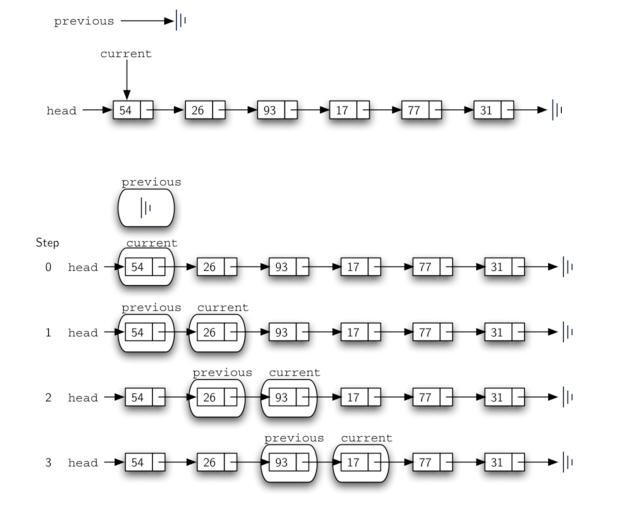 previous
current
head 54 26 93 17 77 31
previous
Step current
0 head 54 26 93 17 77 31
previous current
1 head 54 26 93 17 77 31
previous current
2 head 54 26 93 17 77 31
previous current
3 head 54 26 93 17 77 31